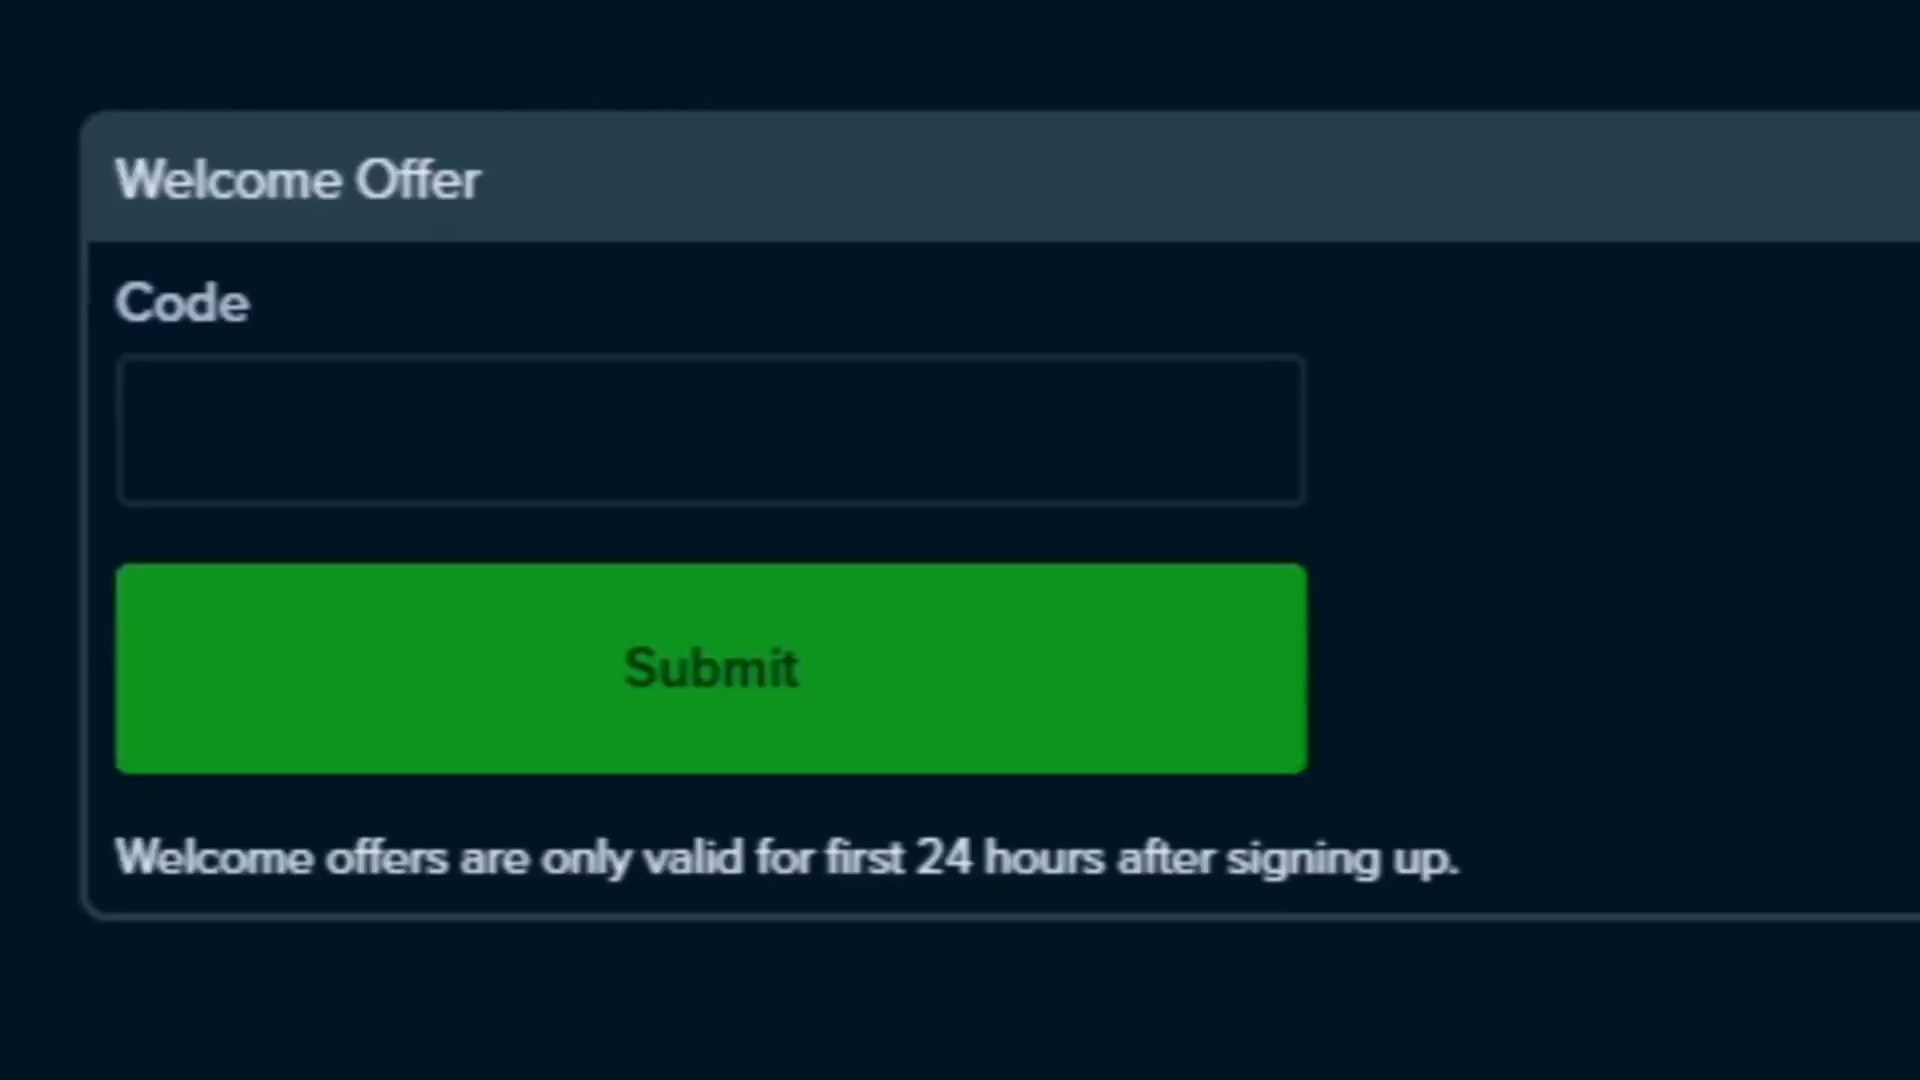 Welcome Offer
Code
Submit
Welcome offers are only valid for first 24 hours after signing up.